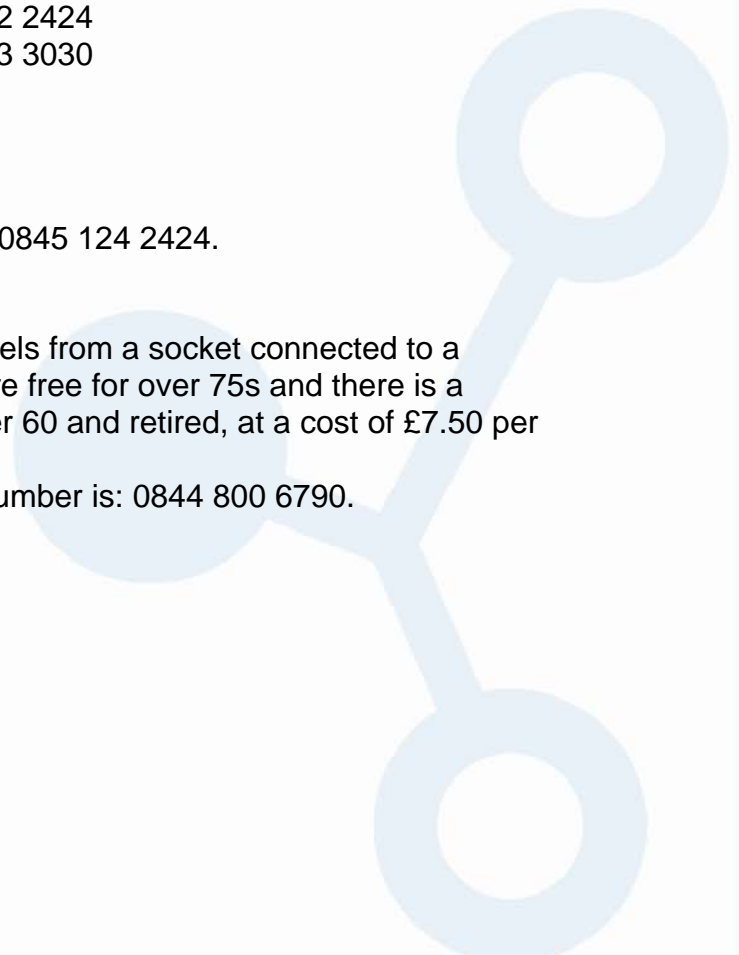 2 2424
3 3030
0845 124 2424.
els from a socket connected to a
e free for over 75s and there is a
r 60 and retired, at a cost of £7.50 per
umber is: 0844 800 6790.